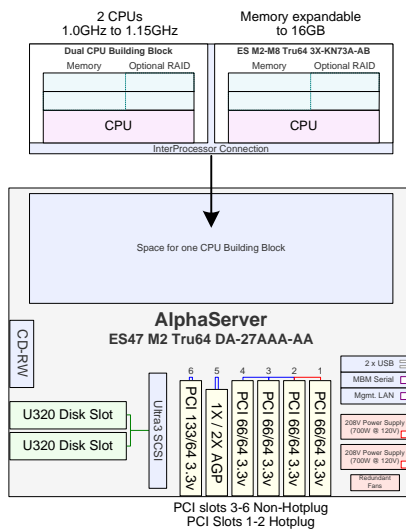 2 CPUs
1.0GHz to 1.15GHz
Memory expandable
to 16GB
Dual CPU Building Block
Memory
Optional RAID
CPU
ES M2-M8 Tru64 3X-KN73A-AB
Memory
Optional RAID
CPU
InterProcessor Connection
Space for one CPU Building Block
AlphaServer
ES47 M2 Tru64 DA-27AAA-AA
CD-RW
U320 Disk Slot
U320 Disk Slot
Ultra3 SCSI
6
5
4
3
2
1
PCI 133/64 3.3v
1X / 2X AGP
PCI 66/64 3.3v
PCI 66/64 3.3v
PCI 66/64 3.3v
PCI 66/64 3.3v
2 x USB
MBM Serial
Mgmt. LAN
208V Power Supply
(700W @ 120V)
208V Power Supply
(700W @ 120V)
Redundant
Fans
PCI slots 3-6 Non-Hotplug
PCI Slots 1-2 Hotplug